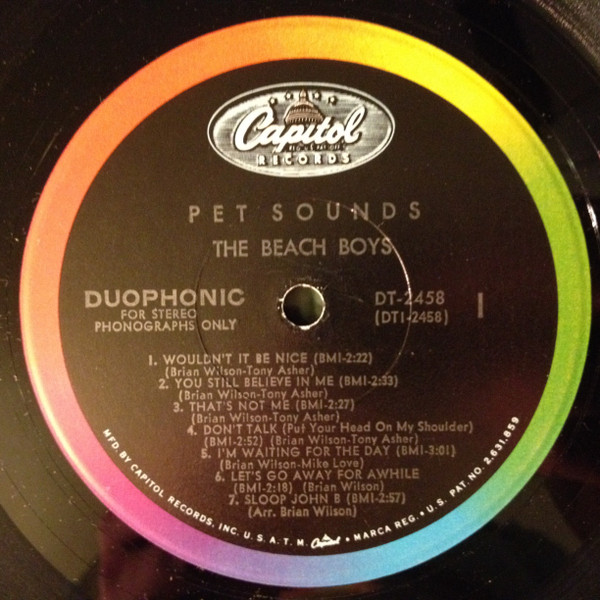 Capitol
RECORDS
PET SOUNDS
THE BEACH BOYS
DUOPHONIC
FOR STEREO
PHONOGRAPHS ONLY
DT-2458
(DT1-2458)
1
1. WOULDN'T IT BE NICE (BMI-2:22)
(Brian Wilson-Tony Asher)
2. YOU STILL BELIEVE IN ME (BMI-2:33)
(Brian Wilson-Tony Asher)
3. THAT'S NOT ME (BMI-2:27)
(Brian Wilson-Tony Asher)
4. DON'T TALK (Put Your Head On My Shoulder)
(BMI-2:52) (Brian Wilson-Tony Asher)
5. I'M WAITING FOR THE DAY (BMI-3:01)
(Brian Wilson-Mike Love)
6. LET'S GO AWAY FOR AWHILE
(BMI-2:18) (Brian Wilson)
7. SLOOP JOHN B (BMI-2:57)
(Arr. Brian Wilson)
MFD. BY CAPITOL RECORDS, INC. U.S.A. T.M. Capitol • MARCA REG. • U.S. PAT. NO. 2,631,859